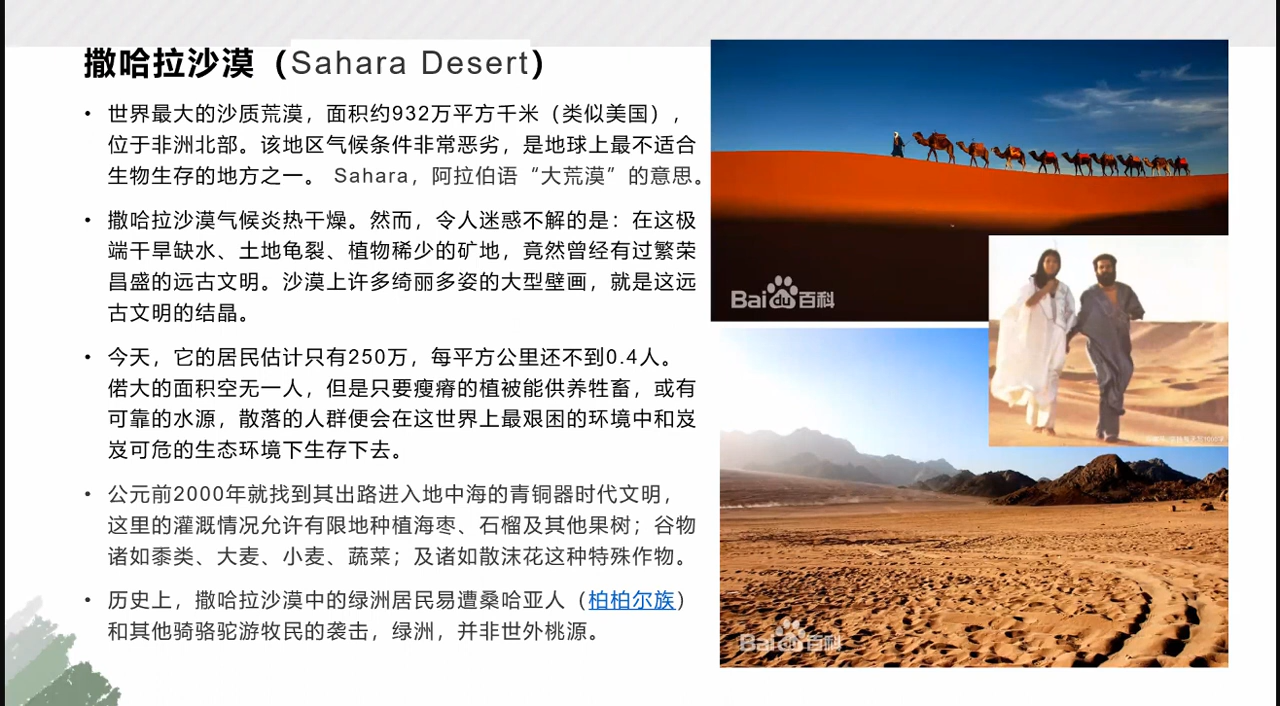 撒哈拉沙漠（Sahara Desert）
• 世界最大的沙质荒漠，面积约932万平方千米（类似美国），
位于非洲北部。该地区气候条件非常恶劣，是地球上最不适合
生物生存的地方之一。 Sahara，阿拉伯语“大荒漠”的意思。
• 撒哈拉沙漠气候炎热干燥。然而，令人迷惑不解的是：在这极
端干旱缺水、土地龟裂、植物稀少的矿地，竟然曾经有过繁荣
昌盛的远古文明。沙漠上许多绮丽多姿的大型壁画，就是这远
古文明的结晶。
• 今天，它的居民估计只有250万，每平方公里还不到0.4人。
偌大的面积空无一人，但是只要瘦瘠的植被能供养牲畜，或有
可靠的水源，散落的人群便会在这世界上最艰困的环境中和岌
岌可危的生态环境下生存下去。
• 公元前2000年就找到其出路进入地中海的青铜器时代文明，
这里的灌溉情况允许有限地种植海枣、石榴及其他果树；谷物
诸如黍类、大麦、小麦、蔬菜；及诸如散沫花这种特殊作物。
• 历史上，撒哈拉沙漠中的绿洲居民易遭桑哈亚人（柏柏尔族）
和其他骑骆驼游牧民的袭击，绿洲，并非世外桃源。
Baidu百科
Baidu百科